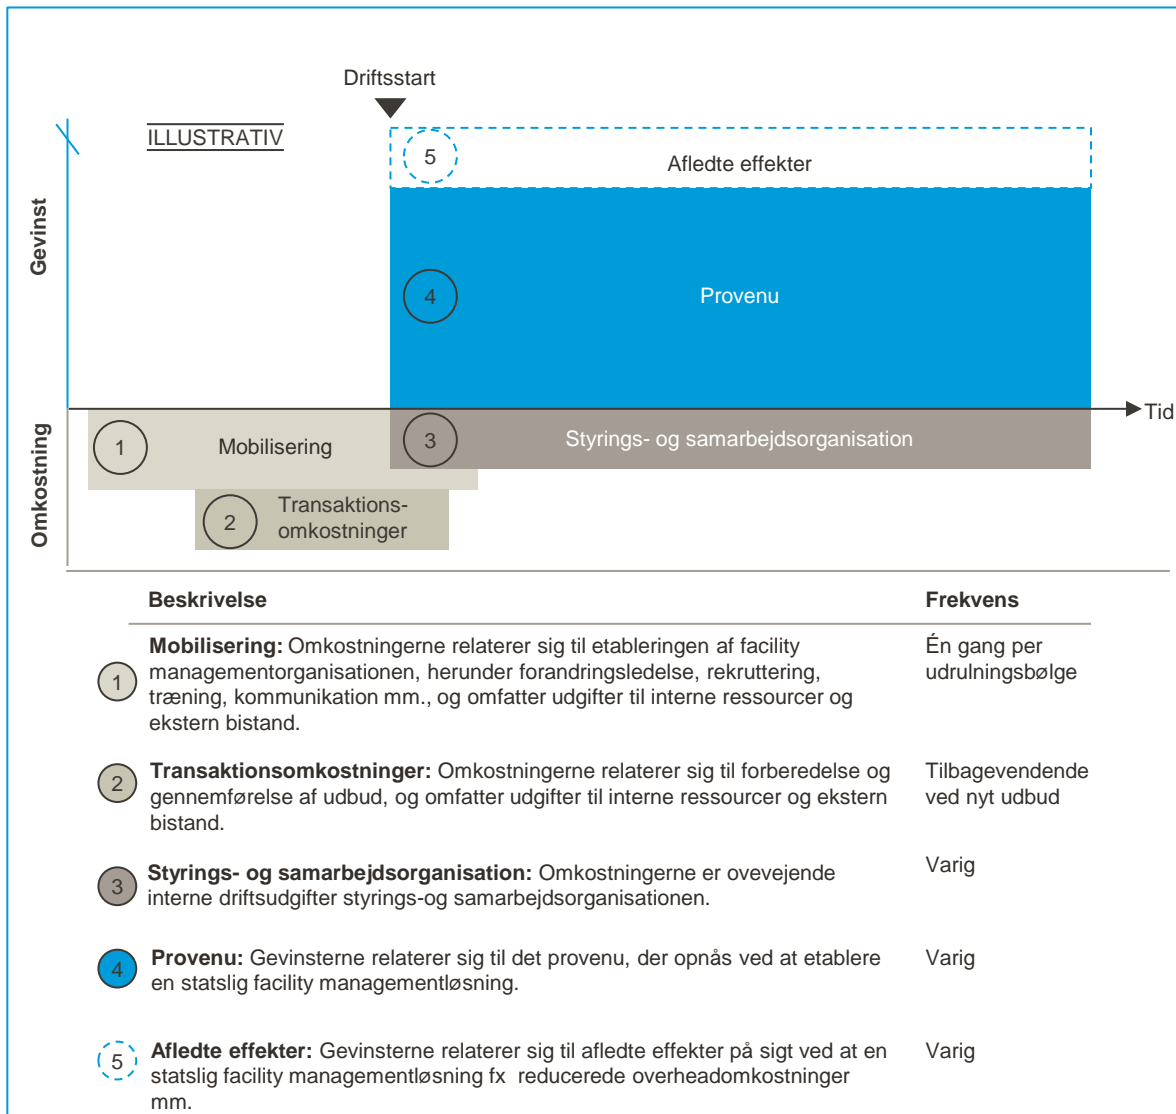 Driftsstart
ILLUSTRATIV
5
Afledte effekter
Gevinst
4
Provenu
Tid
Omkostning
1
Mobilisering
3
Styrings- og samarbejdsorganisation
2
Transaktions-
omkostninger
Beskrivelse
Frekvens
1
Mobilisering: Omkostningerne relaterer sig til etableringen af facility
managementorganisationen, herunder forandringsledelse, rekruttering,
træning, kommunikation mm., og omfatter udgifter til interne ressourcer og
ekstern bistand.
Én gang per
udrulningsbølge
2
Transaktionsomkostninger: Omkostningerne relaterer sig til forberedelse og
gennemførelse af udbud, og omfatter udgifter til interne ressourcer og ekstern
bistand.
Tilbagevendende
ved nyt udbud
3
Styrings- og samarbejdsorganisation: Omkostningerne er ovevejende
interne driftsudgifter styrings-og samarbejdsorganisationen.
Varig
4
Provenu: Gevinsterne relaterer sig til det provenu, der opnås ved at etablere
en statslig facility managementløsning.
Varig
5
Afledte effekter: Gevinsterne relaterer sig til afledte effekter på sigt ved at en
statslig facility managementløsning fx reducerede overheadomkostninger
mm.
Varig